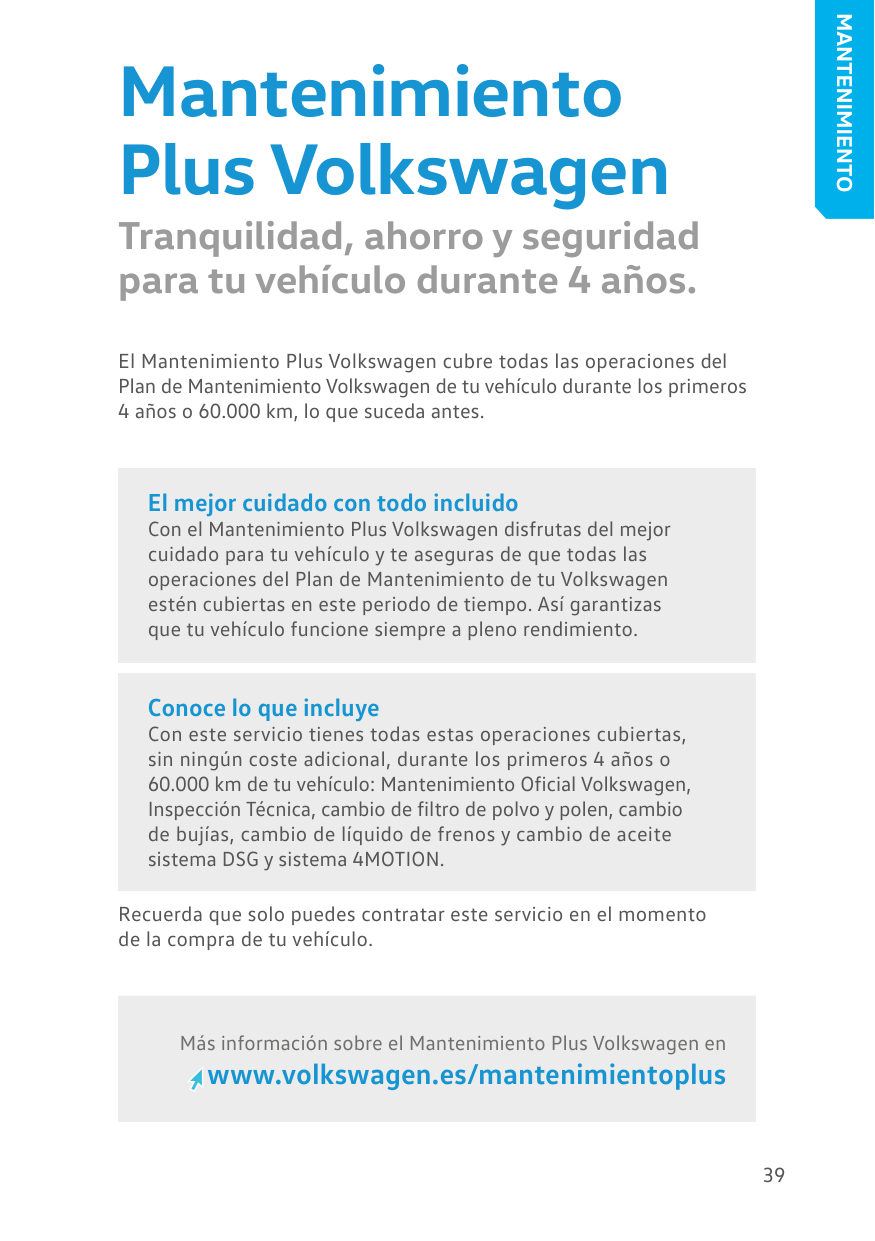 MANTENIMIENTO
Mantenimiento
Plus Volkswagen
Tranquilidad, ahorro y seguridad
para tu vehículo durante 4 años.
El Mantenimiento Plus Volkswagen cubre todas las operaciones del
Plan de Mantenimiento Volkswagen de tu vehículo durante los primeros
4 años o 60.000 km, lo que suceda antes.
El mejor cuidado con todo incluido
Con el Mantenimiento Plus Volkswagen disfrutas del mejor
cuidado para tu vehículo y te aseguras de que todas las
operaciones del Plan de Mantenimiento de tu Volkswagen
estén cubiertas en este periodo de tiempo. Así garantizas
que tu vehículo funcione siempre a pleno rendimiento.
Conoce lo que incluye
Con este servicio tienes todas estas operaciones cubiertas,
sin ningún coste adicional, durante los primeros 4 años o
60.000 km de tu vehículo: Mantenimiento Oficial Volkswagen,
Inspección Técnica, cambio de filtro de polvo y polen, cambio
de bujías, cambio de líquido de frenos y cambio de aceite
sistema DSG y sistema 4MOTION.
Recuerda que solo puedes contratar este servicio en el momento
de la compra de tu vehículo.
Más información sobre el Mantenimiento Plus Volkswagen en
www.volkswagen.es/mantenimientoplus
39